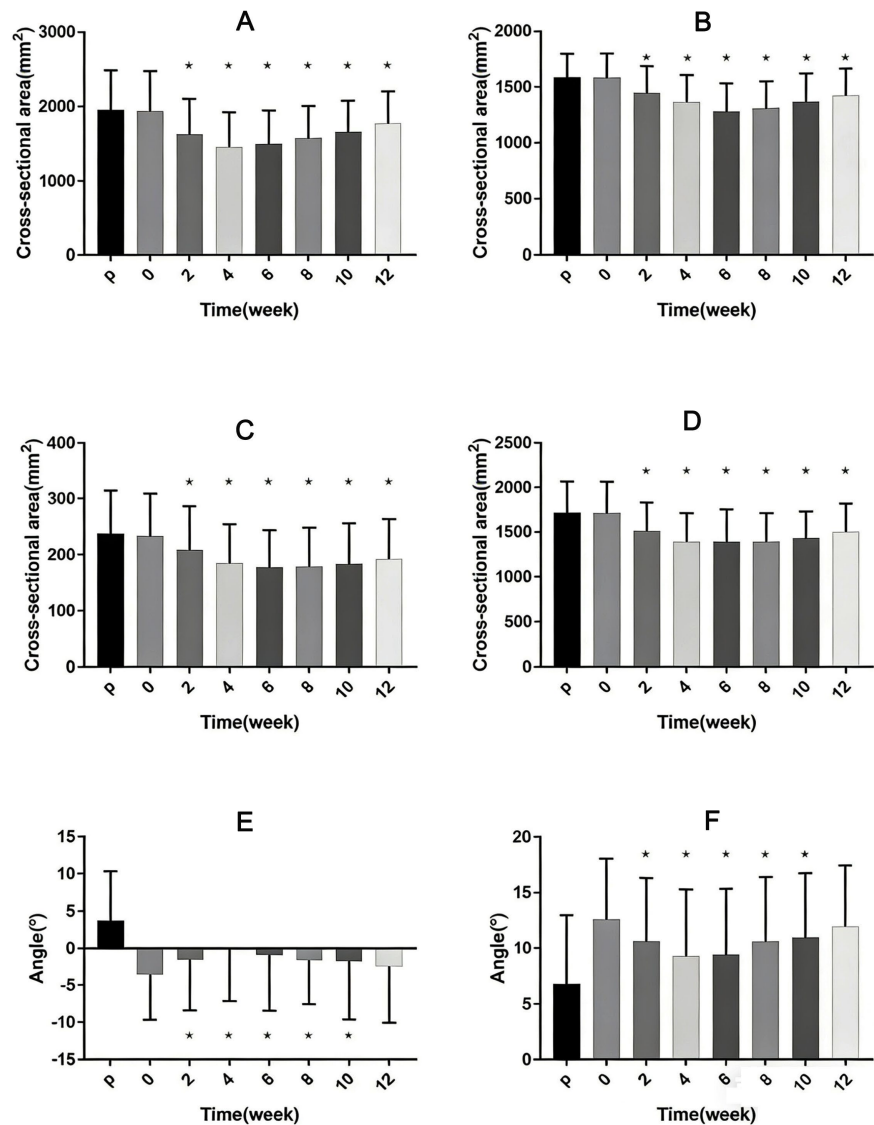 A
Cross-sectional area(mm²)
3000
2000
1000
0
★ ★ ★ ★ ★ ★
p 0 2 4 6 8 10 12
Time(week)
B
Cross-sectional area(mm²)
2000
1500
1000
500
0
★ ★ ★ ★ ★ ★
p 0 2 4 6 8 10 12
Time(week)
C
Cross-sectional area(mm²)
400
300
200
100
0
★ ★ ★ ★ ★ ★
p 0 2 4 6 8 10 12
Time(week)
D
Cross-sectional area(mm²)
2500
2000
1500
1000
500
0
★ ★ ★ ★ ★ ★
p 0 2 4 6 8 10 12
Time(week)
E
Angle(°)
15
10
5
0
-5
-10
-15
★ ★ ★ ★ ★
p 0 2 4 6 8 10 12
Time(week)
F
Angle(°)
20
15
10
5
0
★ ★ ★ ★ ★
p 0 2 4 6 8 10 12
Time(week)